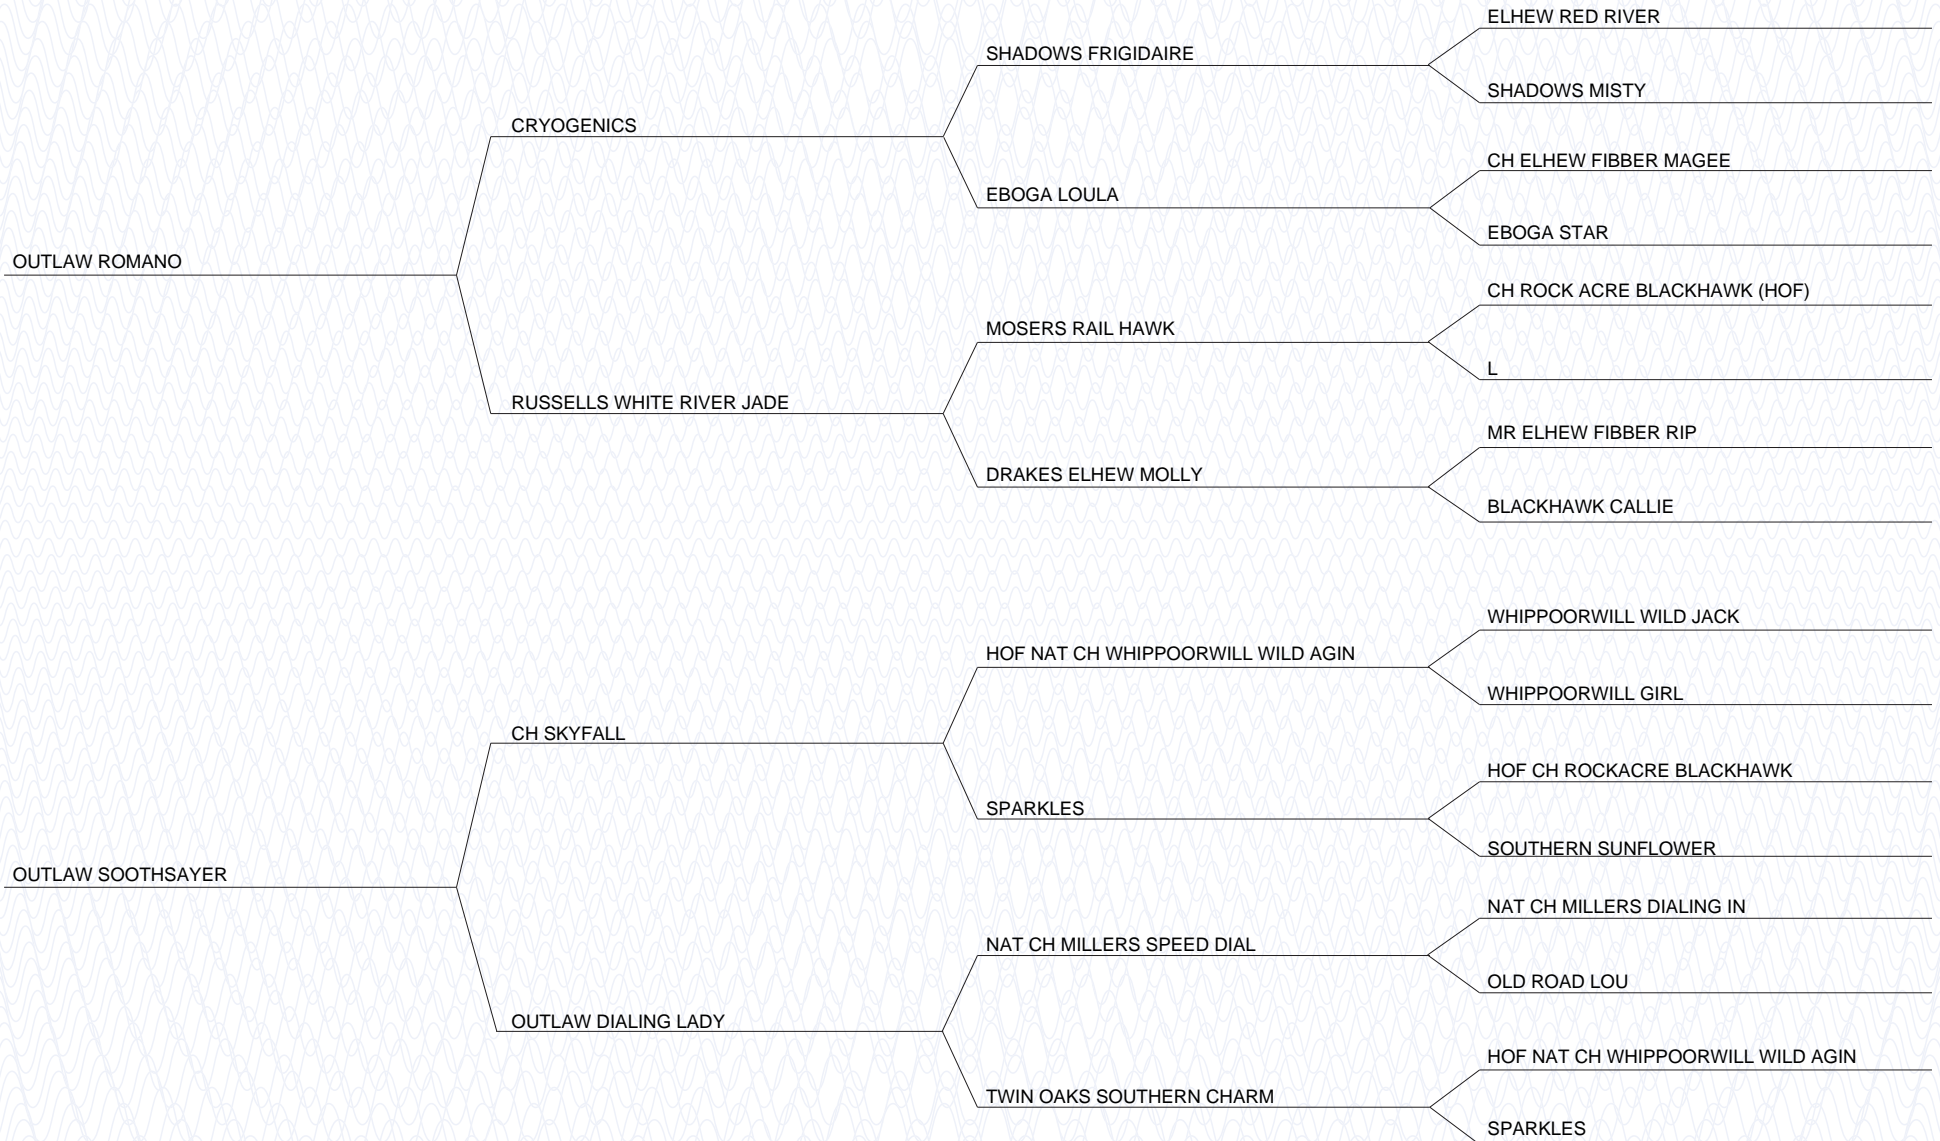 ELHEW RED RIVER
SHADOWS FRIGIDAIRE
SHADOWS MISTY
CRYOGENICS
CH ELHEW FIBBER MAGEE
EBOGA LOULA
EBOGA STAR
OUTLAW ROMANO
CH ROCK ACRE BLACKHAWK (HOF)
MOSERS RAIL HAWK
L
RUSSELLS WHITE RIVER JADE
MR ELHEW FIBBER RIP
DRAKES ELHEW MOLLY
BLACKHAWK CALLIE
WHIPPOORWILL WILD JACK
HOF NAT CH WHIPPOORWILL WILD AGIN
WHIPPOORWILL GIRL
CH SKYFALL
HOF CH ROCKACRE BLACKHAWK
SPARKLES
SOUTHERN SUNFLOWER
OUTLAW SOOTHSAYER
NAT CH MILLERS DIALING IN
NAT CH MILLERS SPEED DIAL
OLD ROAD LOU
OUTLAW DIALING LADY
HOF NAT CH WHIPPOORWILL WILD AGIN
TWIN OAKS SOUTHERN CHARM
SPARKLES